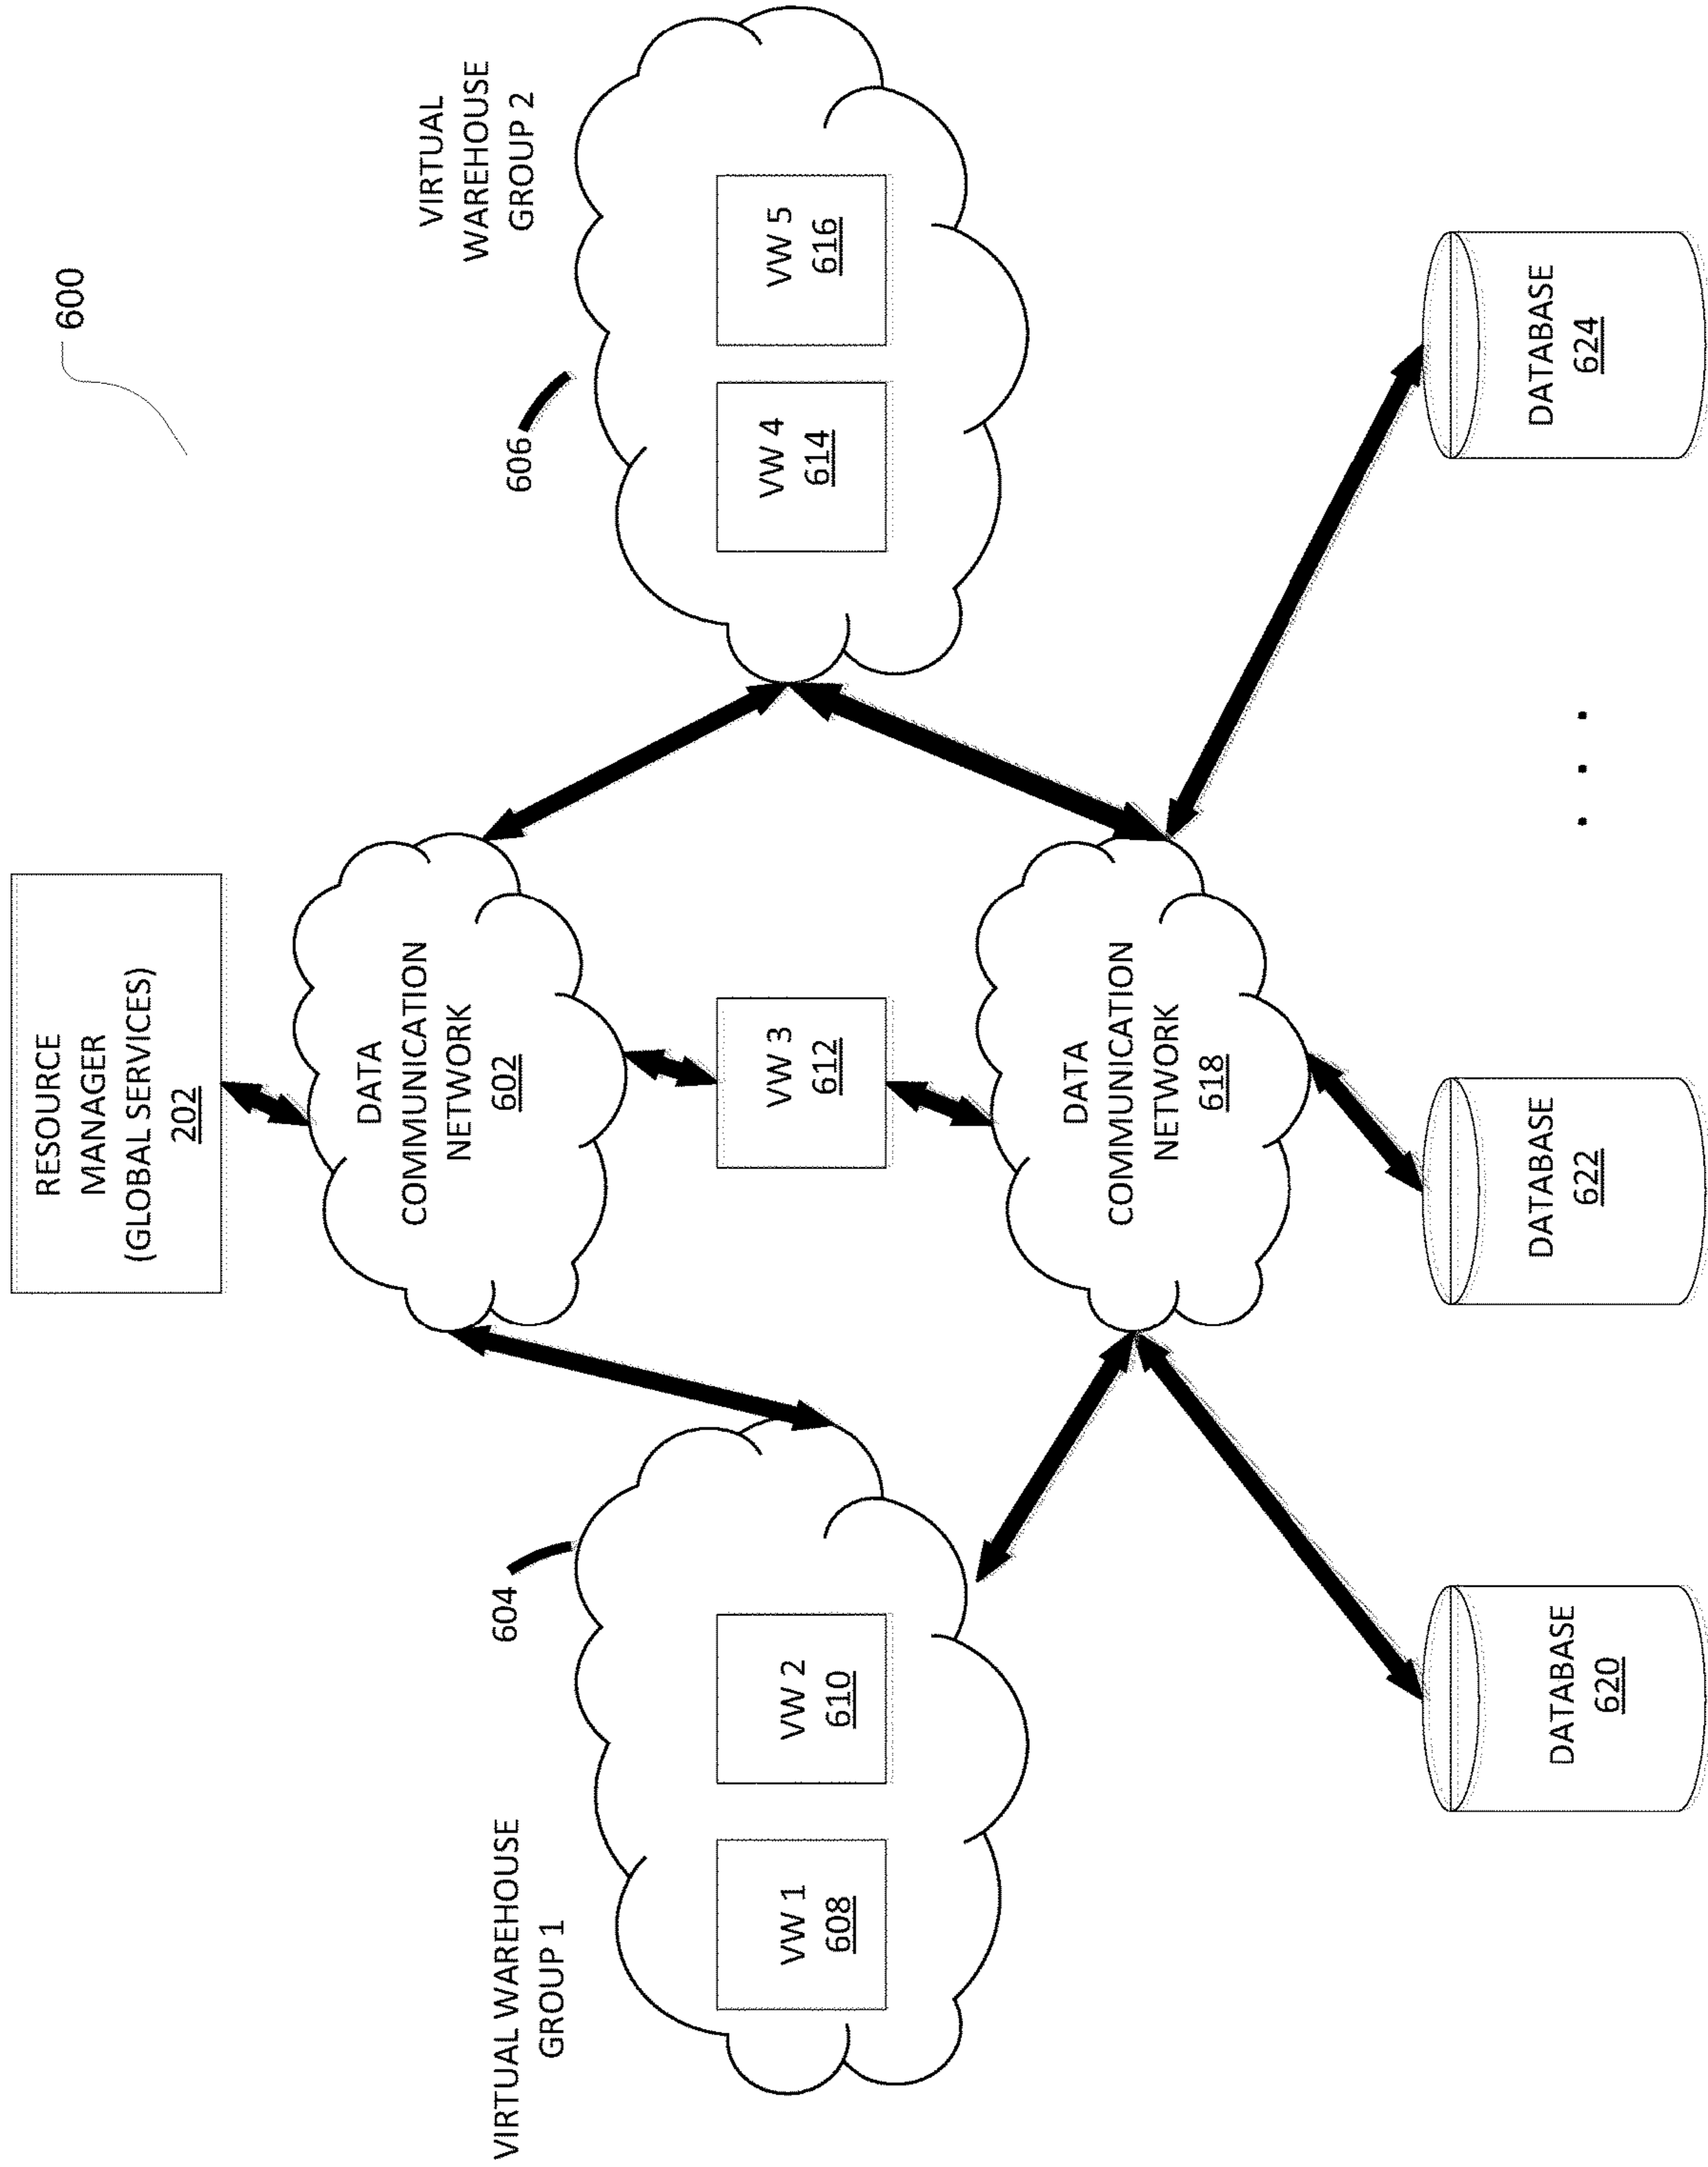 600
RESOURCE
MANAGER
(GLOBAL SERVICES)
202
DATA
COMMUNICATION
NETWORK
602
VIRTUAL WAREHOUSE
GROUP 1
604
VW 1
608
VW 2
610
VW 3
612
VIRTUAL
WAREHOUSE
GROUP 2
606
VW 4
614
VW 5
616
DATA
COMMUNICATION
NETWORK
618
DATABASE
620
DATABASE
622
. . .
DATABASE
624